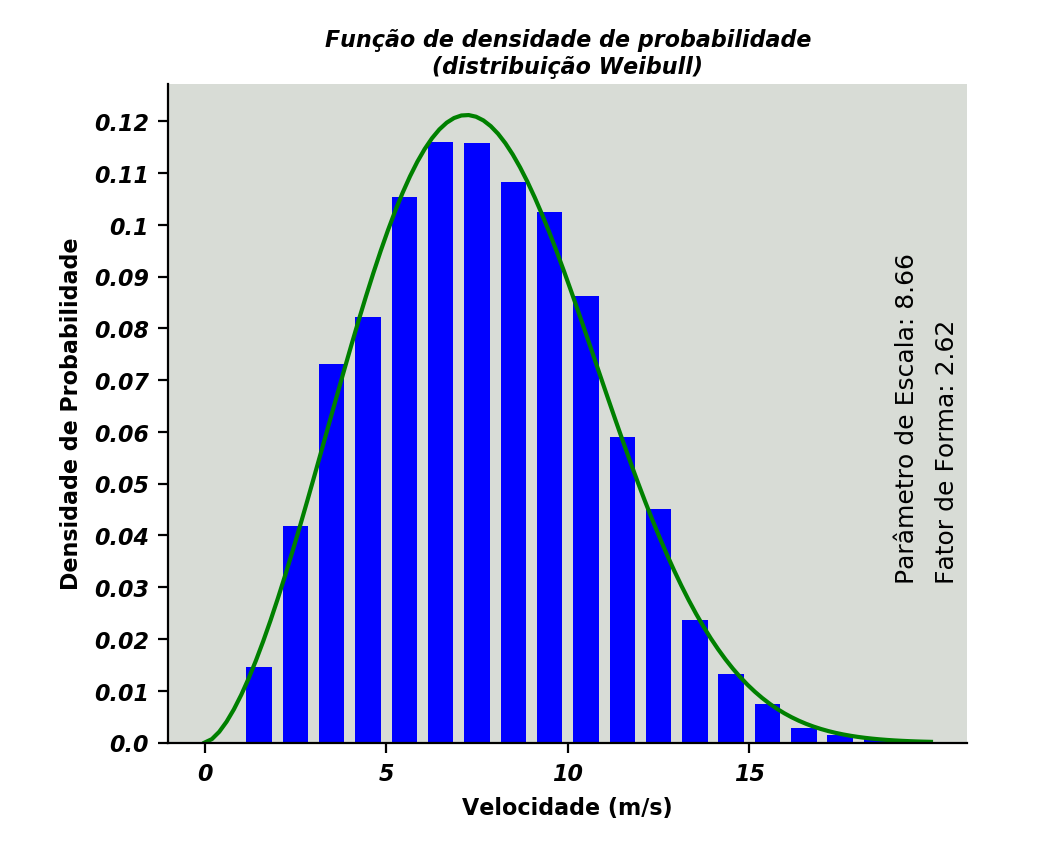 Função de densidade de probabilidade
(distribuição Weibull)
Densidade de Probabilidade
0.12
0.11
0.1
0.09
0.08
0.07
0.06
0.05
0.04
0.03
0.02
0.01
0.0
Parâmetro de Escala: 8.66
Fator de Forma: 2.62
0 5 10 15
Velocidade (m/s)